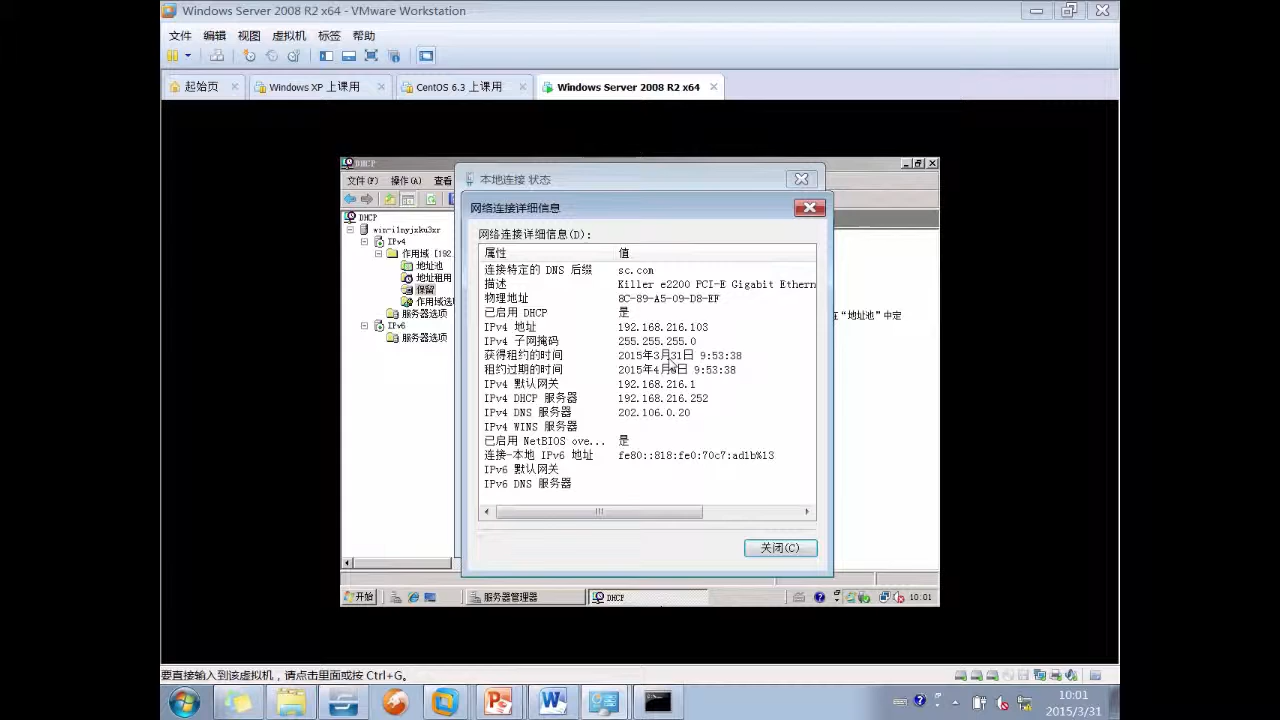 Windows Server 2008 R2 x64 - VMware Workstation
文件 编辑 视图 虚拟机 标签 帮助
起始页 Windows XP 上课用 CentOS 6.3 上课用 Windows Server 2008 R2 x64
DHCP
文件(F) 操作(A) 查看
本地连接 状态
网络连接详细信息
DHCP
win-i1nyjxku3xr
IPv4
作用域 [192.
地址池
地址租用
保留
作用域选
服务器选项
IPv6
服务器选项
网络连接详细信息(D):
属性 值
连接特定的 DNS 后缀 sc.com
描述 Killer e2200 PCI-E Gigabit Ethern
物理地址 8C-89-A5-09-D8-EF
已启用 DHCP 是
IPv4 地址 192.168.216.103
IPv4 子网掩码 255.255.255.0
获得租约的时间 2015年3月31日 9:53:38
租约过期的时间 2015年4月 日 9:53:38
IPv4 默认网关 192.168.216.1
IPv4 DHCP 服务器 192.168.216.252
IPv4 DNS 服务器 202.106.0.20
IPv4 WINS 服务器
已启用 NetBIOS ove... 是
连接-本地 IPv6 地址 fe80::818:fe0:70c7:ad1b%13
IPv6 默认网关
IPv6 DNS 服务器
关闭(C)
在“地址池”中定
开始 服务器管理器 DHCP 10:01
要直接输入到该虚拟机，请点击里面或按 Ctrl+G。
10:01
2015/3/31